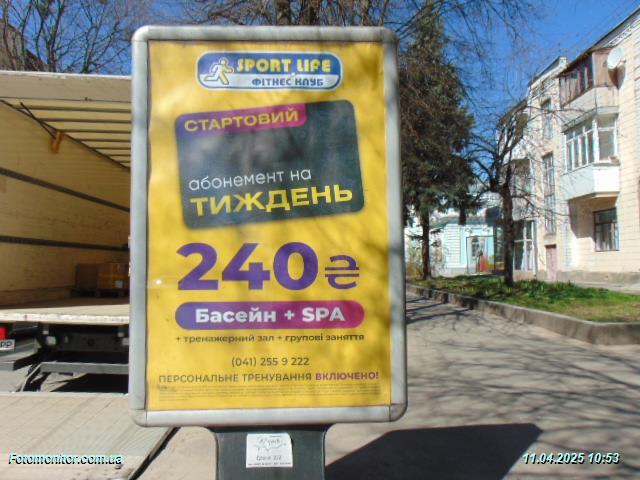 SPORT LIFE
ФІТНЕС КЛУБ
СТАРТОВИЙ
абонемент на
ТИЖДЕНЬ
240₴
Басейн + SPA
+ тренажерний зал + групові заняття
(041) 255 9 222
ПЕРСОНАЛЬНЕ ТРЕНУВАННЯ ВКЛЮЧЕНО!
Fotomonitor.com.ua
11.04.2025 10:53